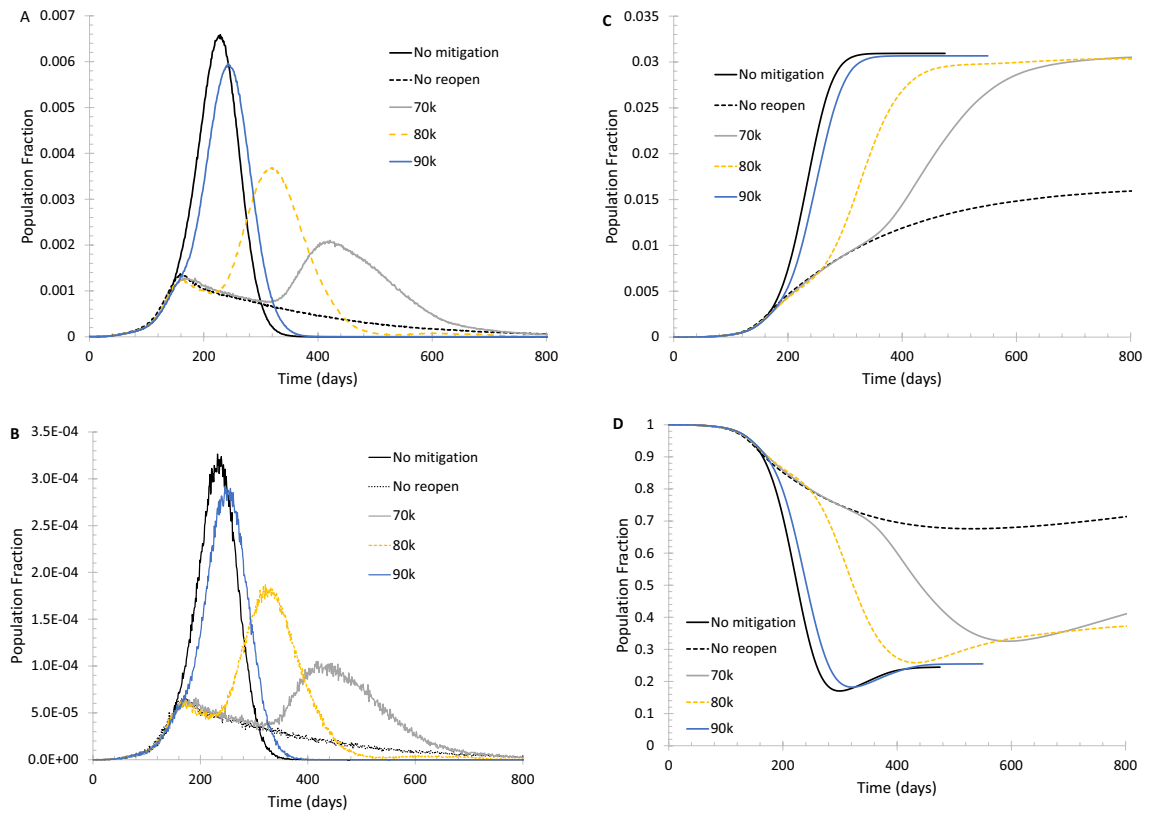 A
0.007
0.006
0.005
0.004
0.003
0.002
0.001
0
Population Fraction
0 200 400 600 800
Time (days)
No mitigation
No reopen
70k
80k
90k
C
0.035
0.03
0.025
0.02
0.015
0.01
0.005
0
Population Fraction
0 200 400 600 800
Time (days)
No mitigation
No reopen
70k
80k
90k
B
3.5E-04
3.0E-04
2.5E-04
2.0E-04
1.5E-04
1.0E-04
5.0E-05
0.0E+00
Population Fraction
0 200 400 600 800
Time (days)
No mitigation
No reopen
70k
80k
90k
D
1
0.9
0.8
0.7
0.6
0.5
0.4
0.3
0.2
0.1
0
Population Fraction
0 200 400 600 800
Time (days)
No mitigation
No reopen
70k
80k
90k